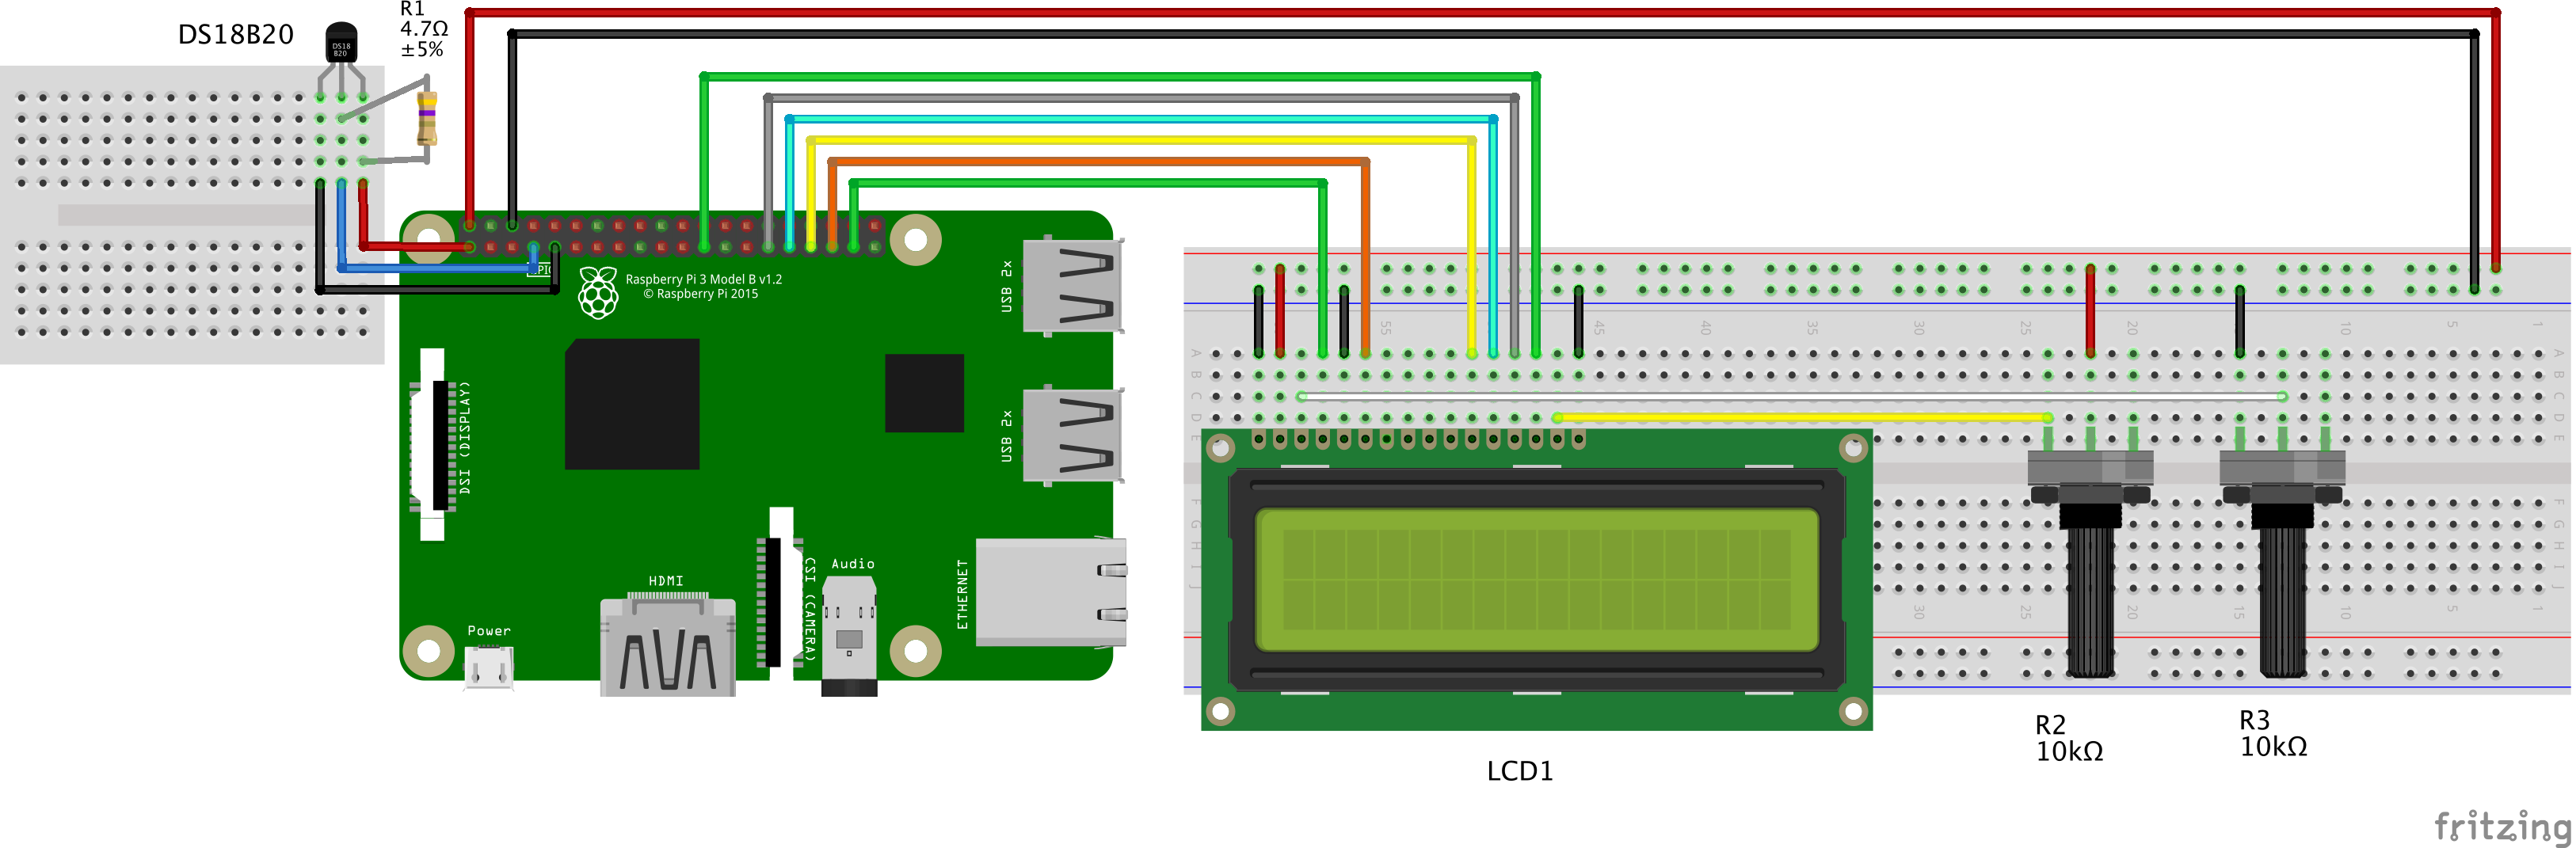 DS18B20
DS18
B20
R1
4.7Ω
±5%
GPIO
Raspberry Pi 3 Model B v1.2
© Raspberry Pi 2015
USB 2x
USB 2x
DSI (DISPLAY)
CSI (CAMERA)
Audio
ETHERNET
HDMI
Power
55
45
40
35
30
25
20
15
10
5
1
A
B
C
D
E
A
B
C
D
E
F
G
H
I
J
F
G
H
I
J
30
25
20
15
10
5
1
LCD1
R2
10kΩ
R3
10kΩ
fritzing